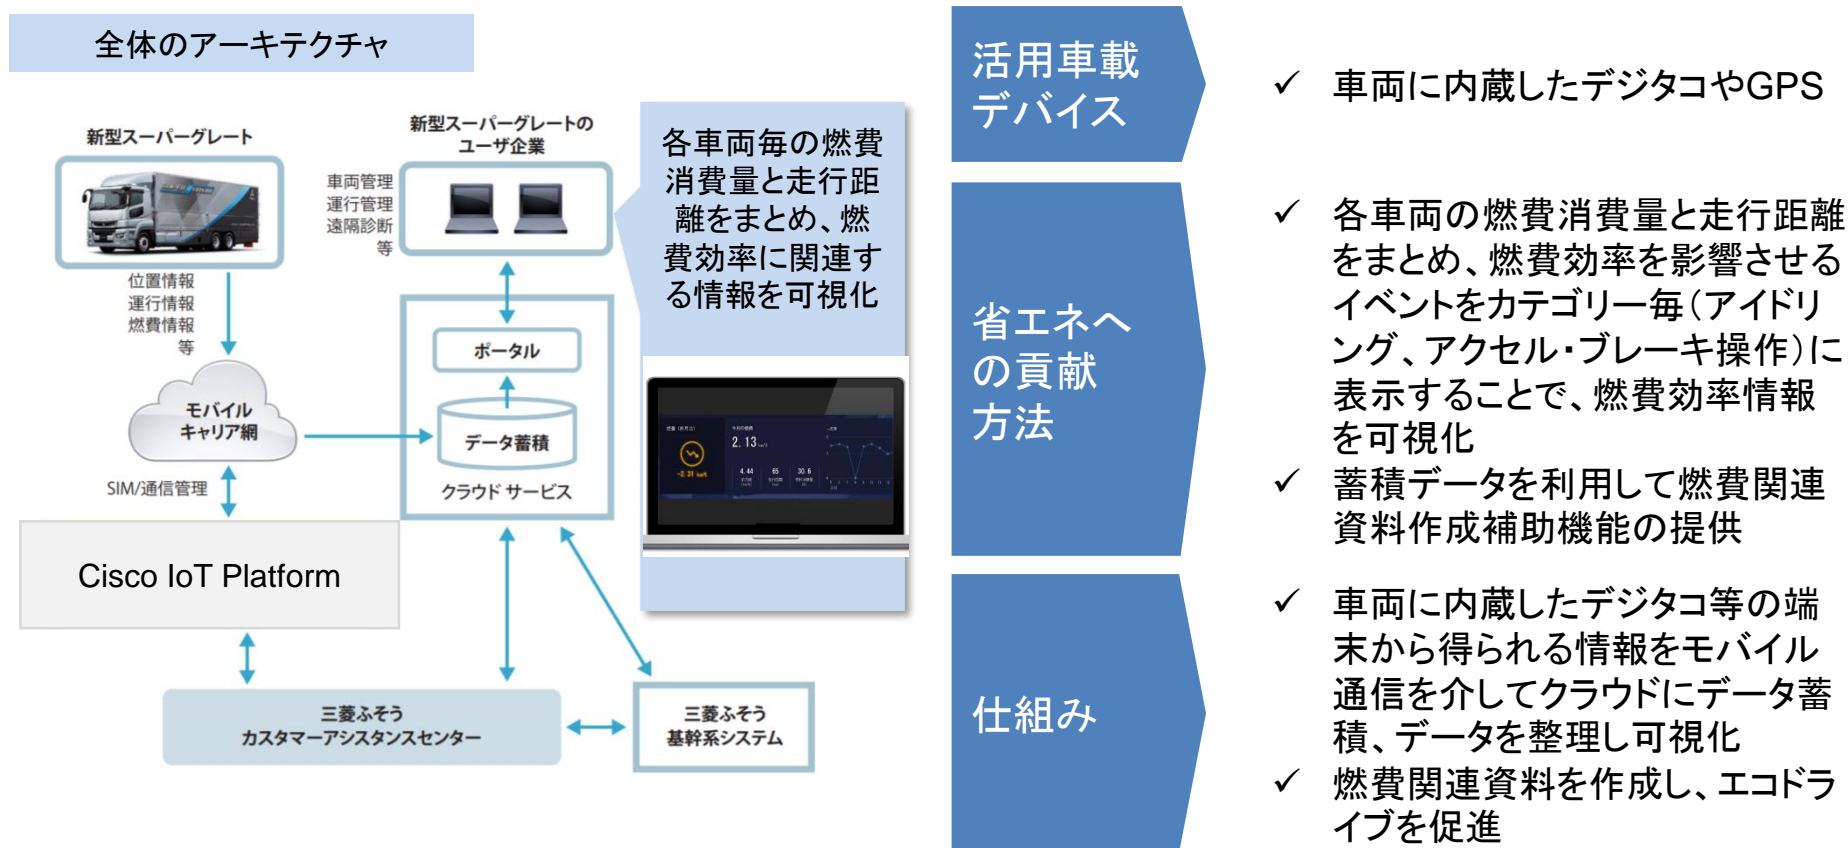 全体のアーキテクチャ
新型スーパーグレート
位置情報
運行情報
燃費情報
等
モバイル
キャリア網
SIM/通信管理
Cisco IoT Platform
新型スーパーグレートの
ユーザ企業
車両管理
運行管理
遠隔診断
等
ポータル
データ蓄積
クラウド サービス
三菱ふそう
カスタマーアシスタンスセンター
三菱ふそう
基幹系システム
各車両毎の燃費
消費量と走行距
離をまとめ、燃
費効率に関連す
る情報を可視化
2.13
-2.31
4.44
65
30.6
活用車載
デバイス
✓ 車両に内蔵したデジタコやGPS
省エネへ
の貢献
方法
✓ 各車両の燃費消費量と走行距離
をまとめ、燃費効率を影響させる
イベントをカテゴリー毎（アイドリ
ング、アクセル・ブレーキ操作）に
表示することで、燃費効率情報
を可視化
✓ 蓄積データを利用して燃費関連
資料作成補助機能の提供
仕組み
✓ 車両に内蔵したデジタコ等の端
末から得られる情報をモバイル
通信を介してクラウドにデータ蓄
積、データを整理し可視化
✓ 燃費関連資料を作成し、エコドラ
イブを促進